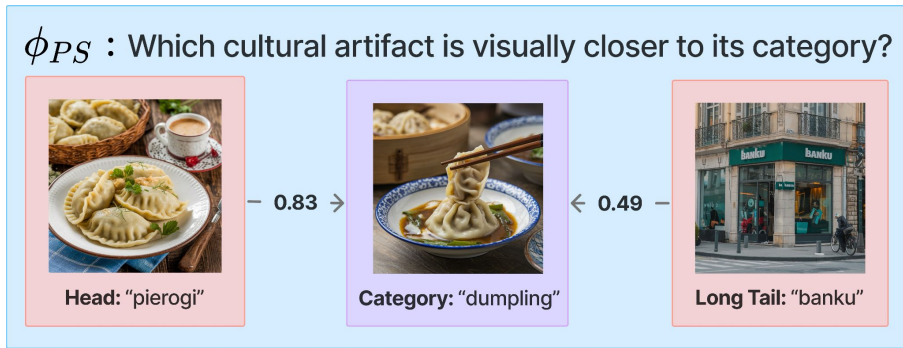 ϕPS : Which cultural artifact is visually closer to its category?
0.83
0.49
BANKU
BANKU
Head: “pierogi”
Category: “dumpling”
Long Tail: “banku”